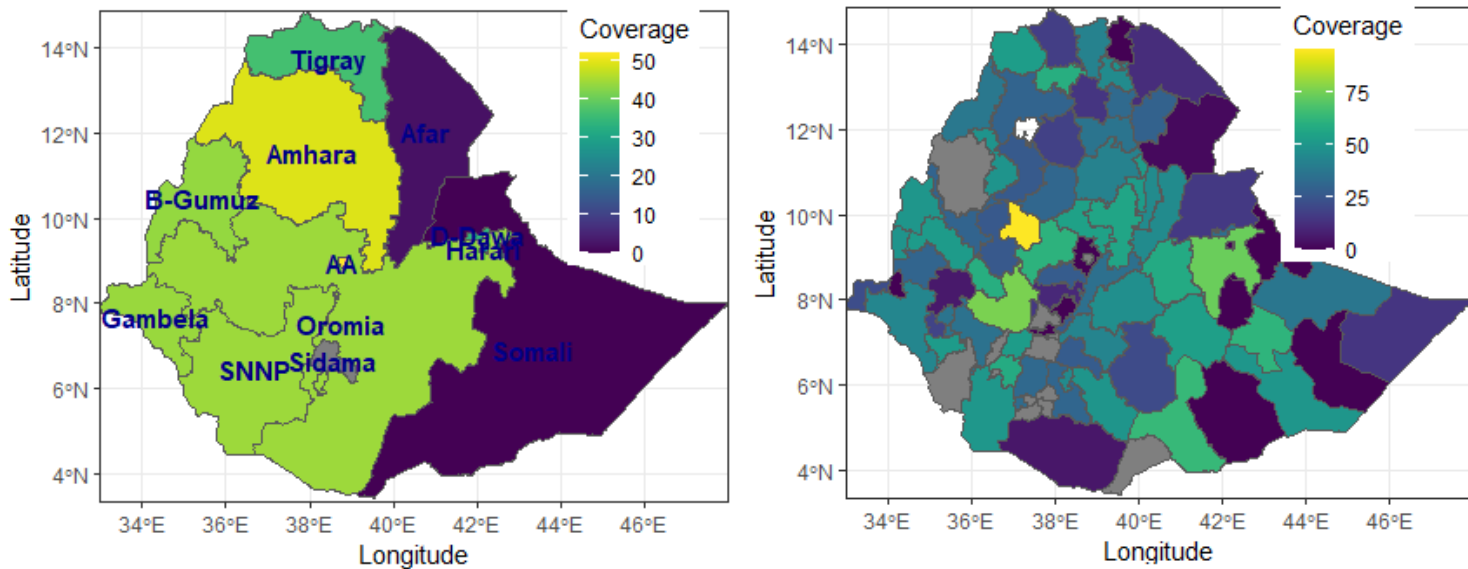 Coverage
50
40
30
20
10
0
14°N
12°N
10°N
8°N
6°N
4°N
Latitude
Tigray
Afar
Amhara
B-Gumuz
D-Dawa
Harari
AA
Gambela
Oromia
Somali
Sidama
SNNP
34°E 36°E 38°E 40°E 42°E 44°E 46°E
Longitude
Coverage
75
50
25
0
14°N
12°N
10°N
8°N
6°N
4°N
Latitude
34°E 36°E 38°E 40°E 42°E 44°E 46°E
Longitude